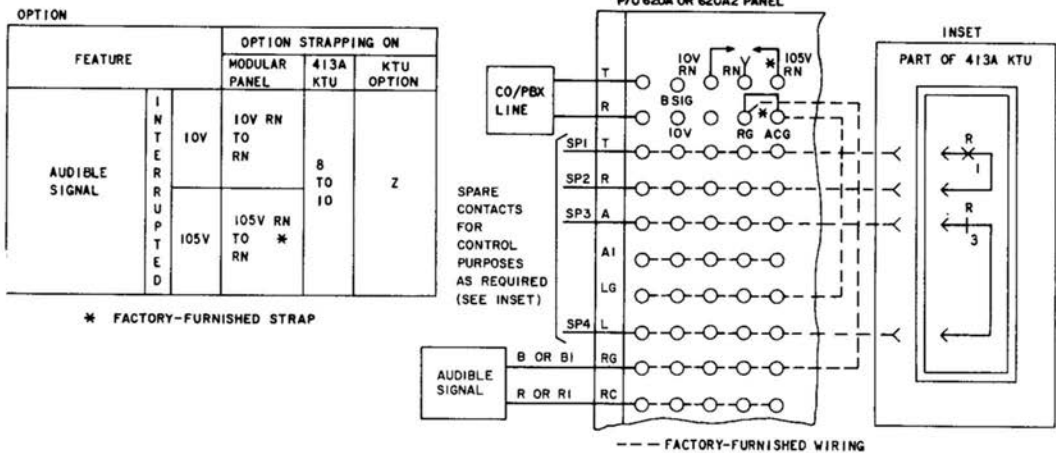 OPTION
FEATURE
OPTION STRAPPING ON
MODULAR PANEL
413A KTU
KTU OPTION
AUDIBLE SIGNAL
INTERRUPTED
10V
10V RN TO RN
8 TO 10
Z
105V
105V RN TO * RN
* FACTORY-FURNISHED STRAP
P/O 620A OR 620A2 PANEL
CO/PBX LINE
T
R
10V RN
RN
* 105V RN
B SIG
10V
RG
*
ACG
SPARE CONTACTS FOR CONTROL PURPOSES AS REQUIRED (SEE INSET)
SP1 T
SP2 R
SP3 A
A1
LG
SP4 L
AUDIBLE SIGNAL
B OR B1 RG
R OR R1 RC
--- FACTORY-FURNISHED WIRING
INSET
PART OF 413A KTU
R
1
R
3